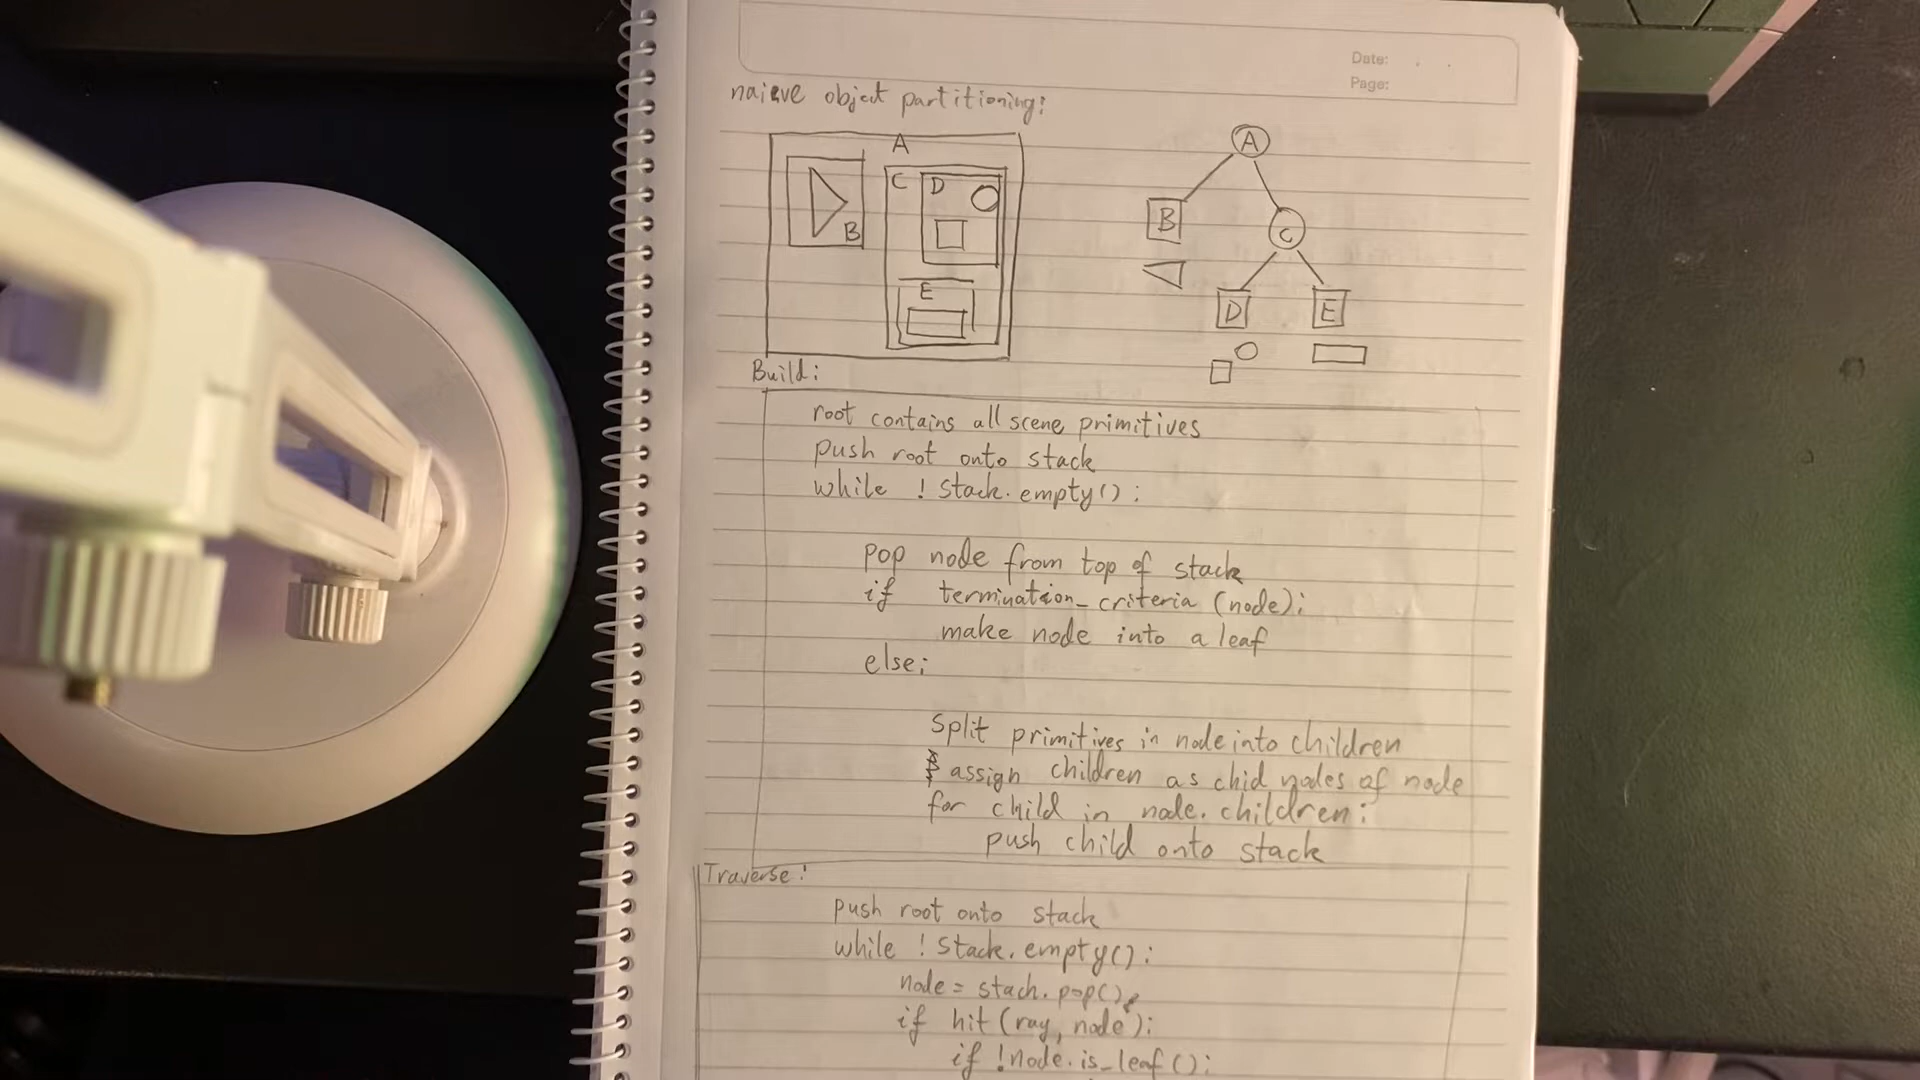 Date:
Page:
naieve object partitioning:
A
C
D
B
E
A
B
C
D
E
Build:
root contains all scene primitives
push root onto stack
while ! stack.empty():
pop node from top of stack
if termination_criteria (node):
make node into a leaf
else:
split primitives in node into children
assign children as chid nodes of node
for child in node.children:
push child onto stack
Traverse:
push root onto stack
while ! stack.empty():
node = stack.pop()
if hit (ray, node):
if !node.is_leaf():